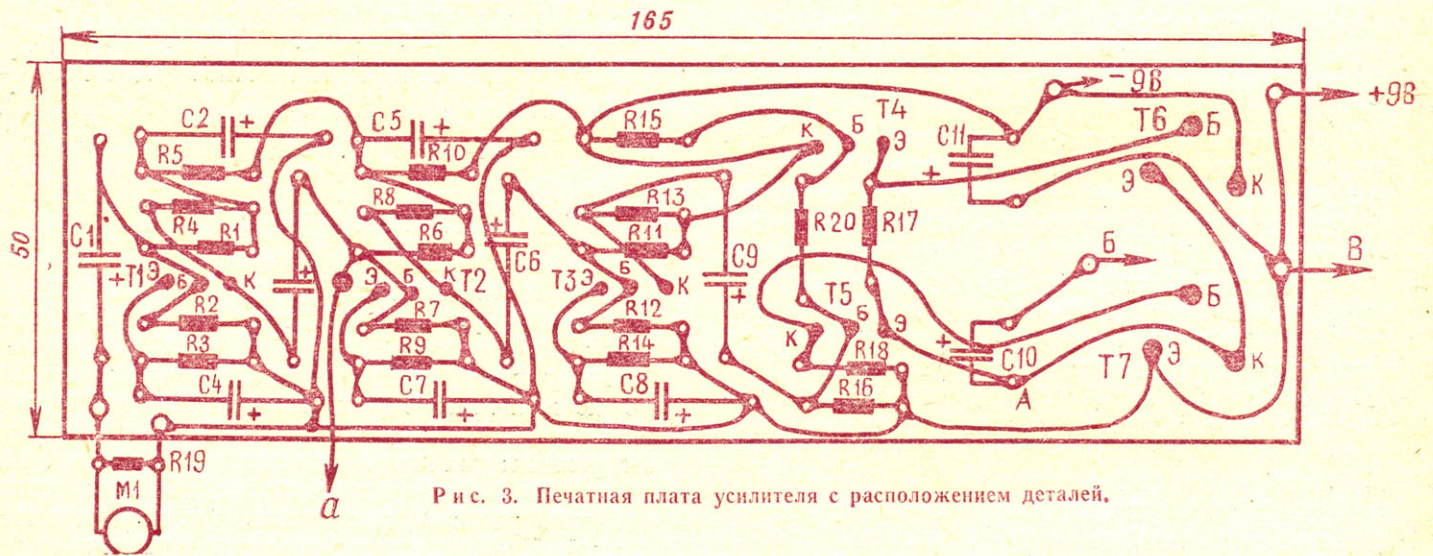 165
50
-9В
+9В
C2 +
C5 +
R15
К
Б
T4
Э
C11
+
T6
Б
R5
R10
R4
R1
R8
R6
R13
R11
Э
К
C1
+
R20
R17
C6
+
C9
+
T1
Э
Б
К
+
Э
Б
К
T2
T3
Э
Б
К
Б
В
T5
Б
Б
R2
R7
R12
Э
К
R3
R9
R14
R18
+
C10
T7
Э
К
C4
+
C7
+
C8
+
R16
А
R19
М1
а
Рис. 3. Печатная плата усилителя с расположением деталей.